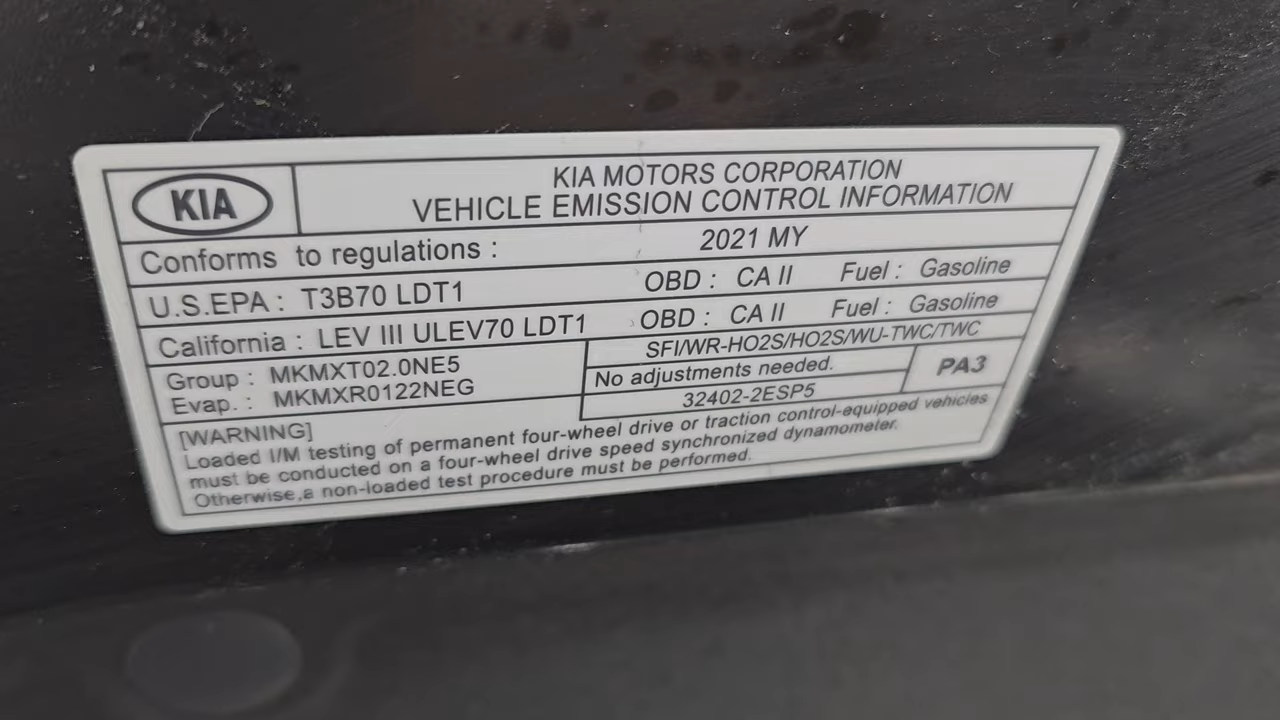 KIA
KIA MOTORS CORPORATION
VEHICLE EMISSION CONTROL INFORMATION
Conforms to regulations : 2021 MY
U.S.EPA : T3B70 LDT1 OBD : CA II Fuel : Gasoline
California : LEV III ULEV70 LDT1 OBD : CA II Fuel : Gasoline
Group : MKMXT02.0NE5
Evap. : MKMXR0122NEG
SFI/WR-HO2S/HO2S/WU-TWC/TWC
No adjustments needed.
32402-2ESP5
PA3
[WARNING]
Loaded I/M testing of permanent four-wheel drive or traction control-equipped vehicles
must be conducted on a four-wheel drive speed synchronized dynamometer.
Otherwise,a non-loaded test procedure must be performed.